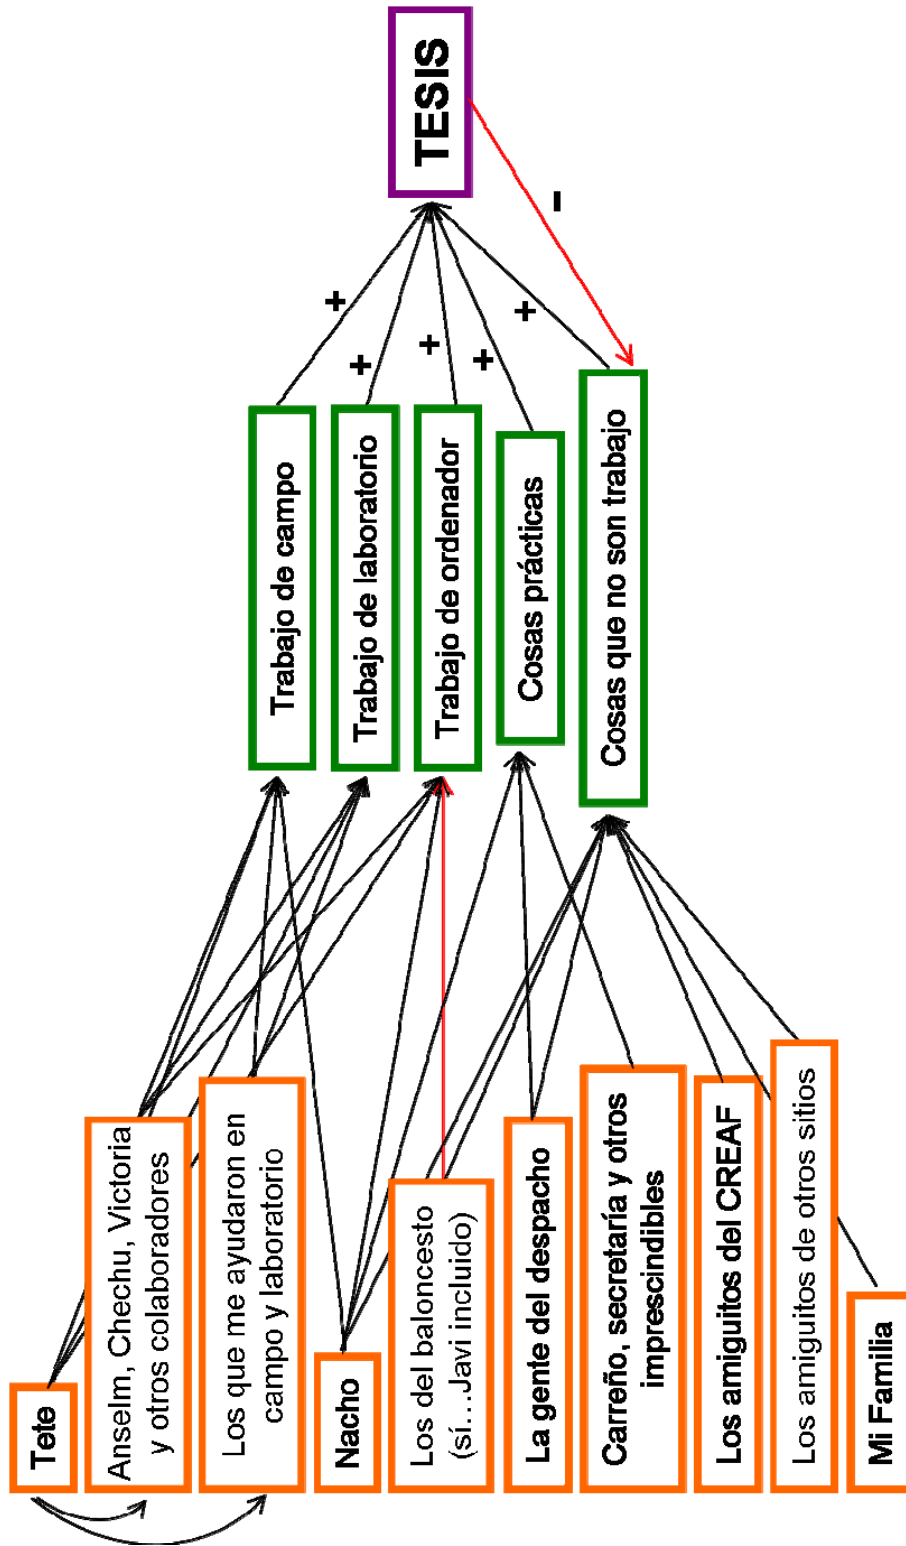 Tete
Anselm, Chechu, Victoria
y otros colaboradores
Los que me ayudaron en
campo y laboratorio
Nacho
Los del baloncesto
(sí...Javi incluido)
La gente del despacho
Carreño, secretaría y otros
imprescindibles
Los amiguitos del CREAF
Los amiguitos de otros sitios
Mi Familia
Trabajo de campo
Trabajo de laboratorio
Trabajo de ordenador
Cosas prácticas
Cosas que no son trabajo
+
+
+
+
+
-
TESIS